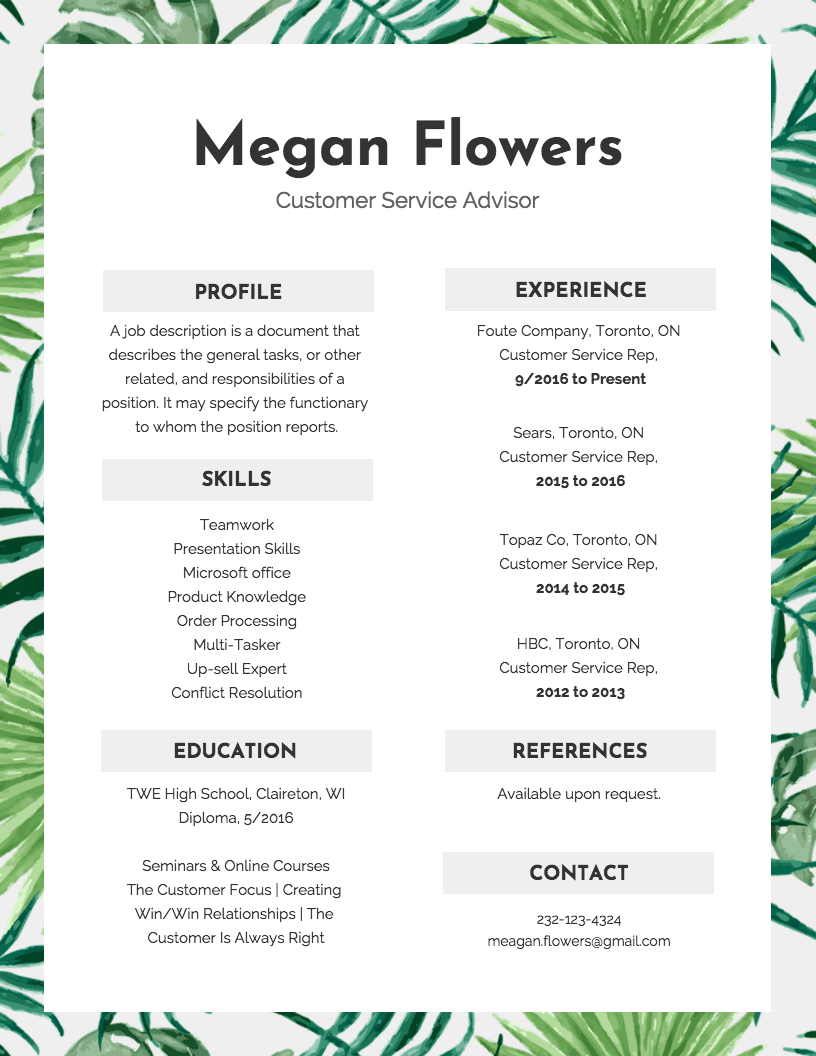 Megan Flowers
Customer Service Advisor
PROFILE
A job description is a document that
describes the general tasks, or other
related, and responsibilities of a
position. It may specify the functionary
to whom the position reports.
SKILLS
Teamwork
Presentation Skills
Microsoft office
Product Knowledge
Order Processing
Multi-Tasker
Up-sell Expert
Conflict Resolution
EDUCATION
TWE High School, Claireton, WI
Diploma, 5/2016
Seminars & Online Courses
The Customer Focus | Creating
Win/Win Relationships | The
Customer Is Always Right
EXPERIENCE
Foute Company, Toronto, ON
Customer Service Rep,
9/2016 to Present
Sears, Toronto, ON
Customer Service Rep,
2015 to 2016
Topaz Co, Toronto, ON
Customer Service Rep,
2014 to 2015
HBC, Toronto, ON
Customer Service Rep,
2012 to 2013
REFERENCES
Available upon request.
CONTACT
232-123-4324
meagan.flowers@gmail.com